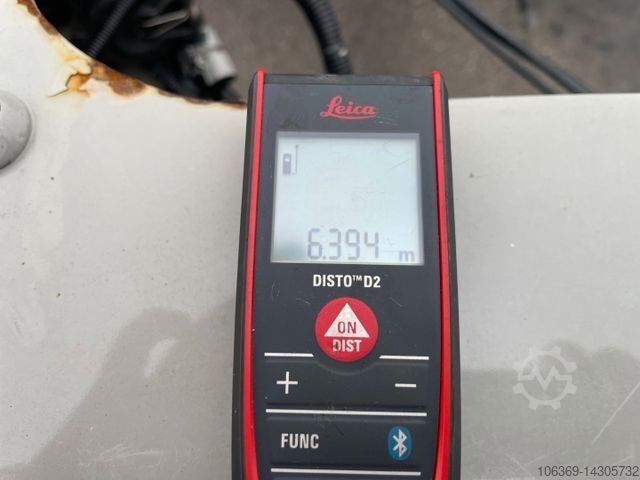 Leica
6.394 m
DISTO™ D2
ON
DIST
+ −
FUNC
106369-14305732